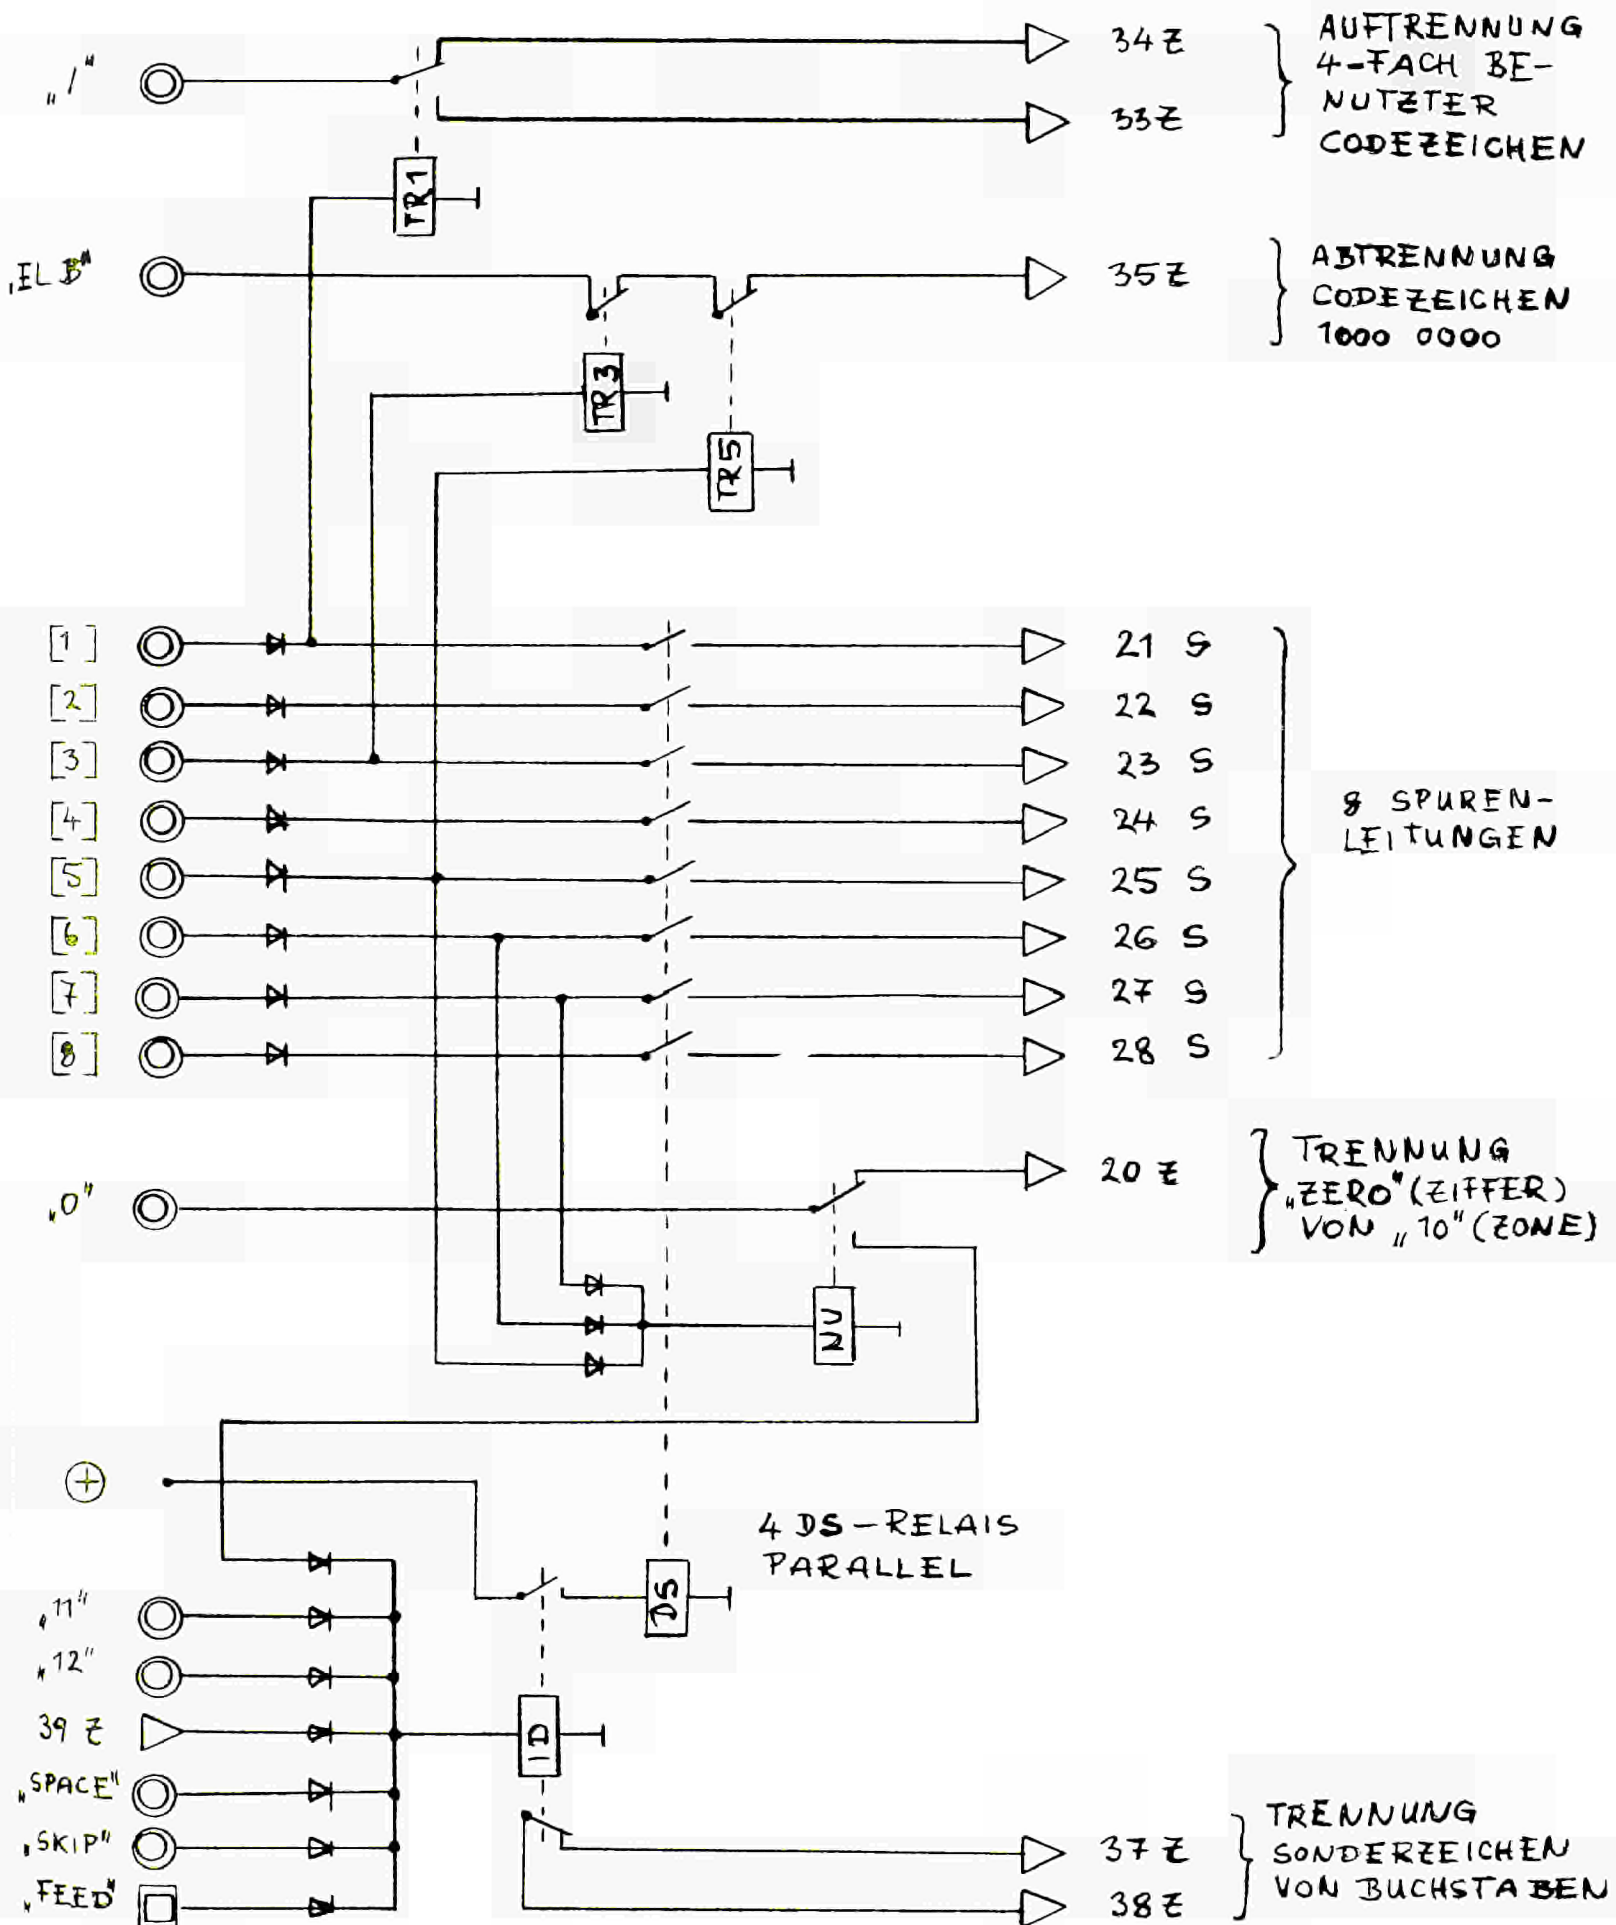 „/“
34 Z
33 Z
AUFTRENNUNG
4-FACH BE-
NUTZTER
CODEZEICHEN
TR1
„EL B“
35 Z
ABTRENNUNG
CODEZEICHEN
1000 0000
TR3
TR5
[1]
21 S
[2]
22 S
[3]
23 S
[4]
24 S
[5]
25 S
[6]
26 S
[7]
27 S
[8]
28 S
8 SPUREN-
LEITUNGEN
„0“
20 Z
TRENNUNG
„ZERO“ (ZIFFER)
VON „10“ (ZONE)
NU
+
4 DS-RELAIS
PARALLEL
DS
„11“
„12“
39 Z
ID
„SPACE“
„SKIP“
„FEED“
37 Z
38 Z
TRENNUNG
SONDERZEICHEN
VON BUCHSTABEN